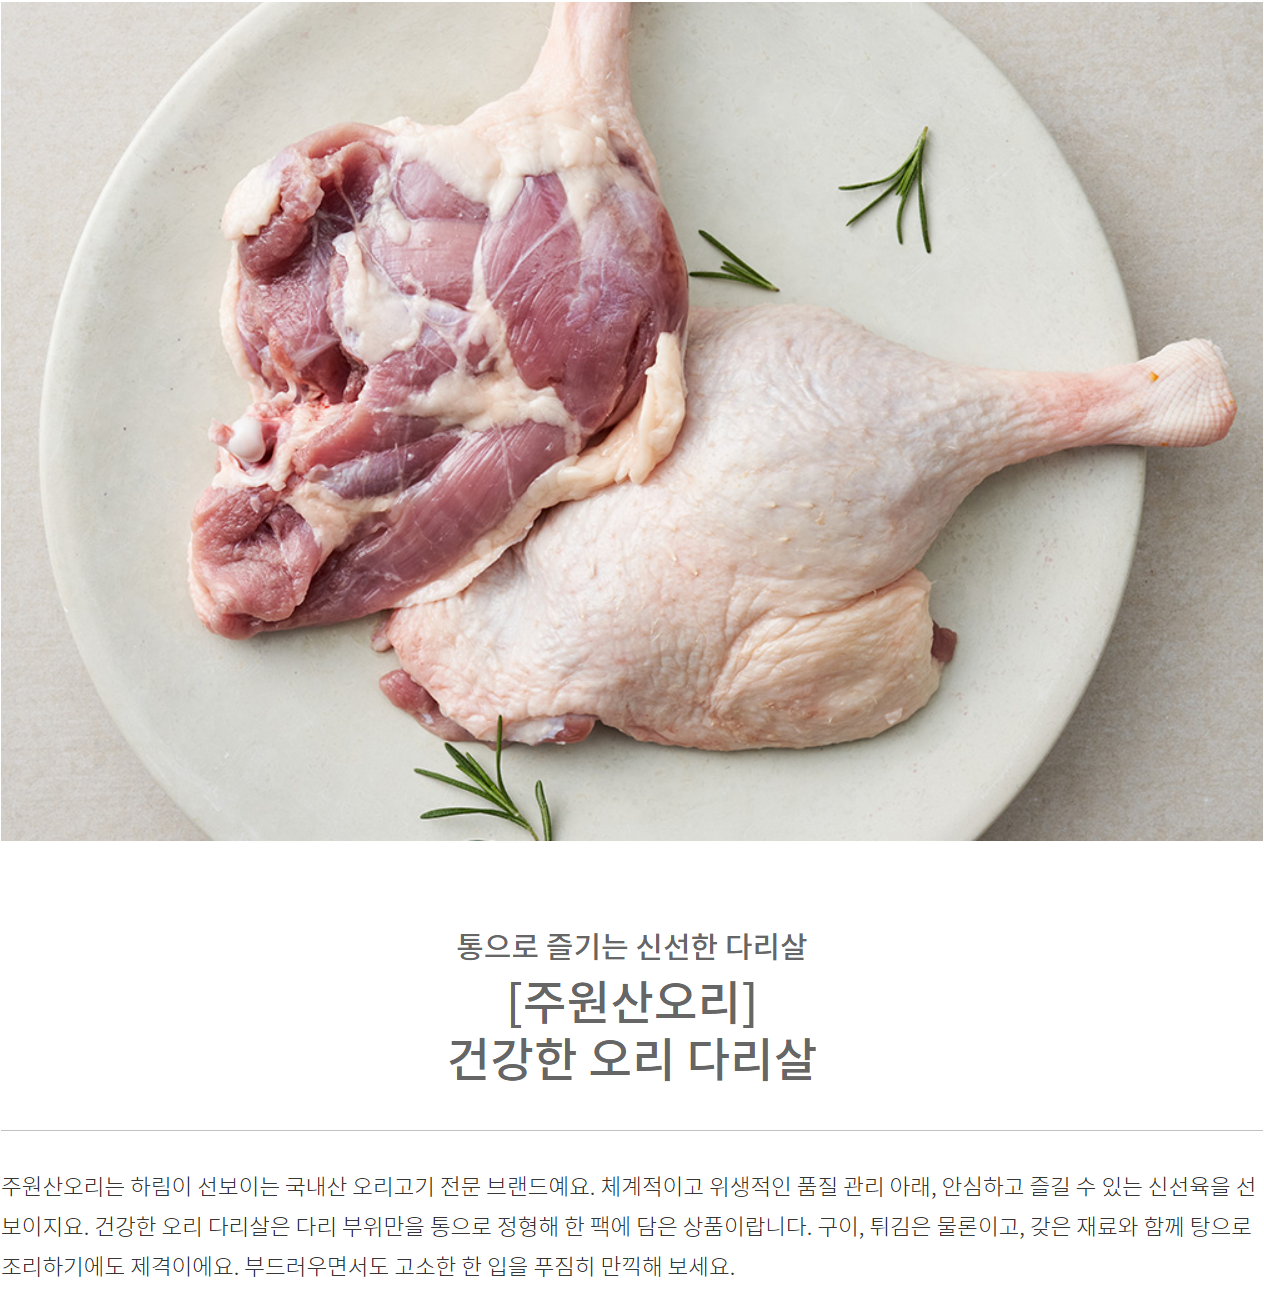 통으로 즐기는 신선한 다리살
[주원산오리]
건강한 오리 다리살
주원산오리는 하림이 선보이는 국내산 오리고기 전문 브랜드예요. 체계적이고 위생적인 품질 관리 아래, 안심하고 즐길 수 있는 신선육을 선
보이지요. 건강한 오리 다리살은 다리 부위만을 통으로 정형해 한 팩에 담은 상품이랍니다. 구이, 튀김은 물론이고, 갖은 재료와 함께 탕으로
조리하기에도 제격이에요. 부드러우면서도 고소한 한 입을 푸짐히 만끽해 보세요.